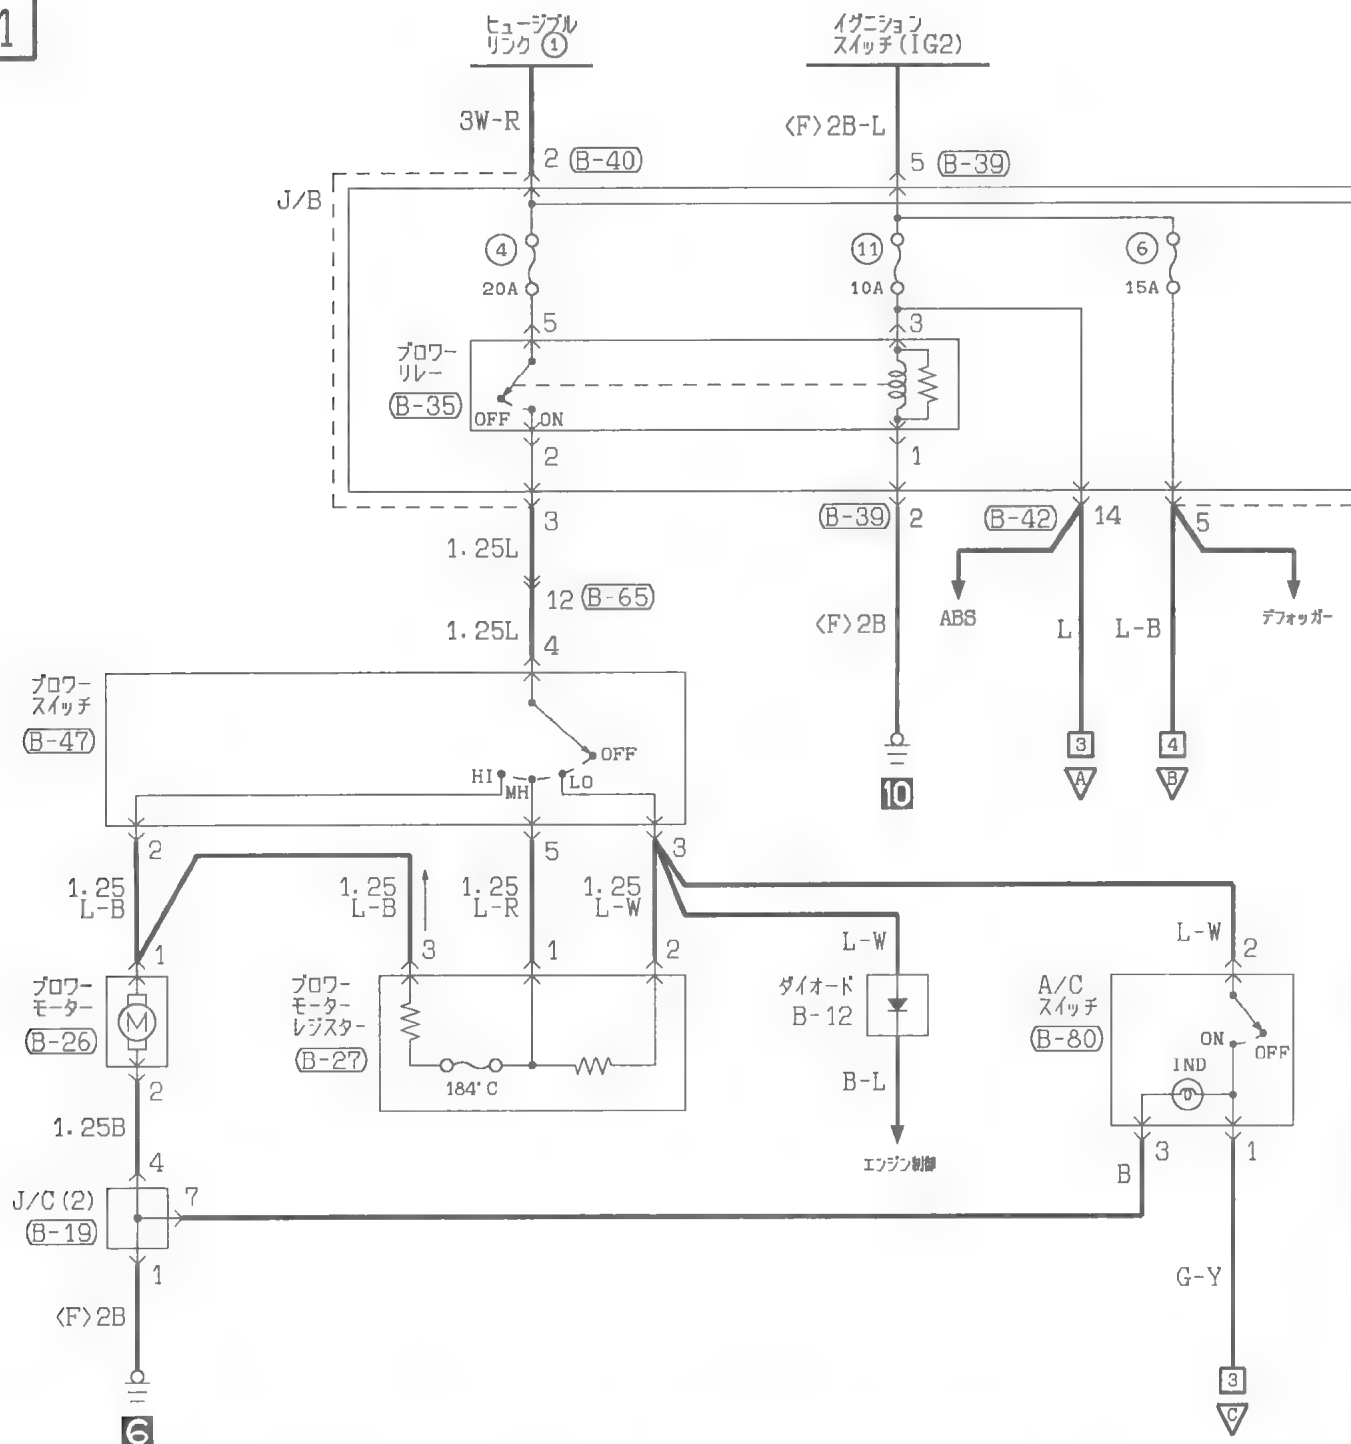 1
ヒュージブル
リンク ①
イグニション
スイッチ(IG2)
3W-R
〈F〉2B-L
2 B-40
5 B-39
J/B
④
20A
⑪
10A
⑥
15A
5
3
ブロワー
リレー
B-35
OFF ON
2
1
3
B-39 2
B-42 14
5
1.25L
12 B-65
1.25L
4
〈F〉2B
ABS
L
L-B
デフォッガー
ブロワー
スイッチ
B-47
OFF
HI
MH
LO
3
4
A
B
10
2
5
3
1.25
L-B
1.25
L-B
1.25
L-R
1.25
L-W
1
3
1
2
L-W
L-W
2
ブロワー
モーター
B-26
M
ブロワー
モーター
レジスター
B-27
184°C
ダイオード
B-12
A/C
スイッチ
B-80
ON
OFF
IND
2
1.25B
B-L
4
エンジン制御
3
1
B
J/C(2)
B-19
7
1
〈F〉2B
G-Y
6
3
C